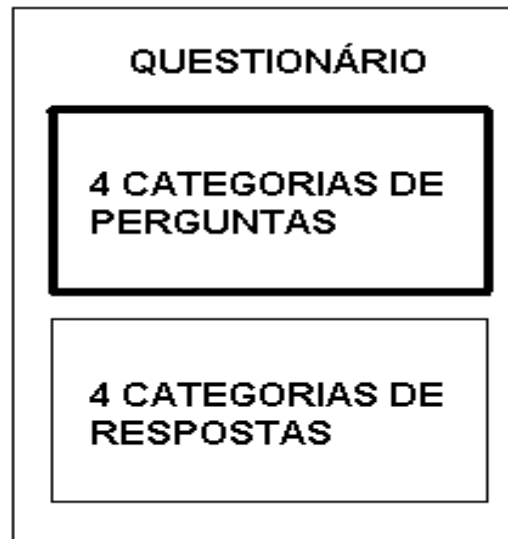 QUESTIONÁRIO
4 CATEGORIAS DE
PERGUNTAS
4 CATEGORIAS DE
RESPOSTAS